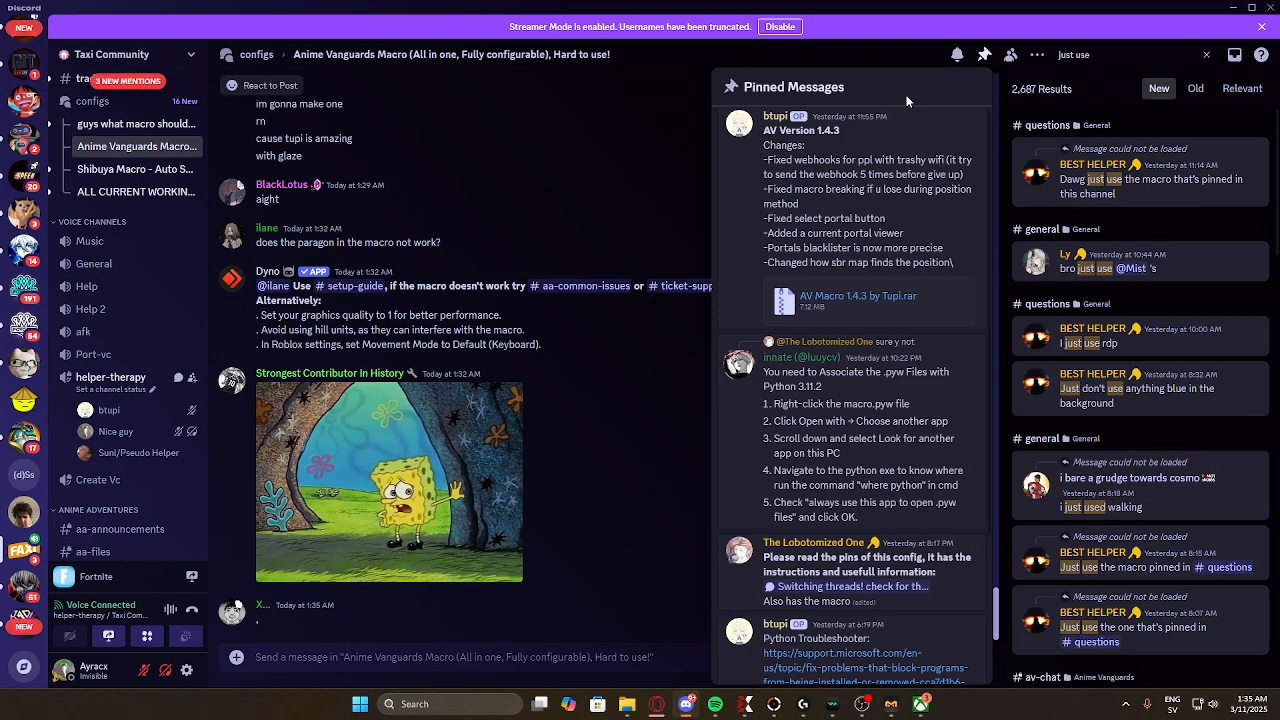 Discord
Streamer Mode is enabled. Usernames have been truncated.
Disable
NEW
1
2
20
3
14
191
64
17
3
51
NEW
Taxi Community
tra
3 NEW MENTIONS
configs
16 New
guys what macro should...
Anime Vanguards Macro...
Shibuya Macro - Auto S...
ALL CURRENT WORKIN...
VOICE CHANNELS
Music
General
Help
Help 2
afk
Port-vc
helper-therapy
Set a channel status
btupi
Nice guy
Sunl/Pseudo Helper
Create Vc
ANIME ADVENTURES
aa-announcements
aa-files
Fortnite
Voice Connected
helper-therapy / Taxi Com...
Ayracx
Invisible
configs › Anime Vanguards Macro (All in one, Fully configurable), Hard to use!
React to Post
im gonna make one
rn
cause tupi is amazing
with glaze
BlackLotus Today at 1:29 AM
aight
ilane Today at 1:32 AM
does the paragon in the macro not work?
Dyno ✓ APP Today at 1:32 AM
@ilane Use # setup-guide, if the macro doesn't work try # aa-common-issues or # ticket-supp
Alternatively:
. Set your graphics quality to 1 for better performance.
. Avoid using hill units, as they can interfere with the macro.
. In Roblox settings, set Movement Mode to Default (Keyboard).
Strongest Contributor In History Today at 1:32 AM
X... Today at 1:35 AM
.
Send a message in "Anime Vanguards Macro (All in one, Fully configurable), Hard to use!"
Pinned Messages
btupi OP Yesterday at 11:55 PM
AV Version 1.4.3
Changes:
-Fixed webhooks for ppl with trashy wifi(it try
to send the webhook 5 times before give up)
-Fixed macro breaking if u lose during position
method
-Fixed select portal button
-Added a current portal viewer
-Portals blacklister is now more precise
-Changed how sbr map finds the position\
AV Macro 1.4.3 by Tupi.rar
7.12 MB
@The Lobotomized One sure y not
innate (@luuycv) Yesterday at 10:22 PM
You need to Associate the .pyw Files with
Python 3.11.2
1. Right-click the macro.pyw file
2. Click Open with → Choose another app
3. Scroll down and select Look for another
app on this PC
4. Navigate to the python exe to know where
run the command "where python" in cmd
5. Check "always use this app to open .pyw
files" and click OK.
The Lobotomized One Yesterday at 8:17 PM
Please read the pins of this config, It has the
instructions and usefull information:
Switching threads! check for th...
Also has the macro (edited)
btupi OP Yesterday at 6:19 PM
Python Troubleshooter:
https://support.microsoft.com/en-
us/topic/fix-problems-that-block-programs-
from-being-installed-or-removed-cca7d1b6-
just use
2,687 Results
New
Old
Relevant
# questions General
Message could not be loaded
BEST HELPER Yesterday at 11:14 AM
Dawg just use the macro that's pinned in
this channel
# general General
Ly Yesterday at 10:44 AM
bro just use @Mist 's
# questions General
BEST HELPER Yesterday at 10:00 AM
I just use rdp
BEST HELPER Yesterday at 8:32 AM
Just don't use anything blue in the
background
# general General
Message could not be loaded
i bare a grudge towards cosmo
Yesterday at 8:18 AM
i just used walking
Message could not be loaded
BEST HELPER Yesterday at 8:15 AM
Just use the macro pinned in # questions
Message could not be loaded
BEST HELPER Yesterday at 8:07 AM
Just use the one that's pinned in
# questions
# av-chat Anime Vanguards
Search
9+
3
ENG
SV
1:35 AM
3/11/2025